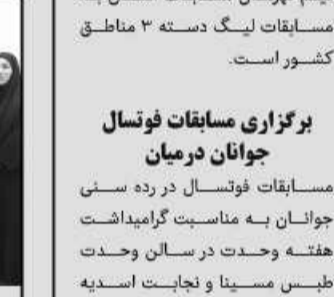 مسابقات لیگ دسته ۳ مناطق
کشور است.
برگزاری مسابقات فوتسال
جوانان درمیان
مسابقات فوتسال در رده سنی
جوانان به مناسبت گرامیداشت
هفته وحدت در سالن وحدت
طبس مسینا و نجابت اسدیه